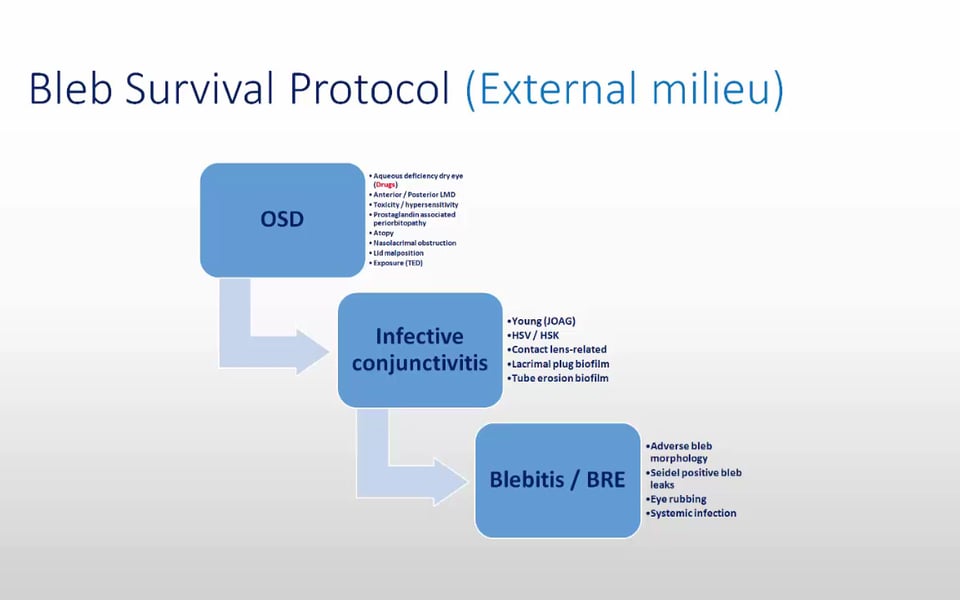 Bleb Survival Protocol (External milieu)
OSD
• Aqueous deficiency dry eye
(Drugs)
• Anterior / Posterior LMD
• Toxicity / hypersensitivity
• Prostaglandin associated
periorbitopathy
• Atopy
• Nasolacrimal obstruction
• Lid malposition
• Exposure (TED)
Infective
conjunctivitis
•Young (JOAG)
•HSV / HSK
•Contact lens-related
•Lacrimal plug biofilm
•Tube erosion biofilm
Blebitis / BRE
•Adverse bleb
morphology
•Seidel positive bleb
leaks
•Eye rubbing
•Systemic infection